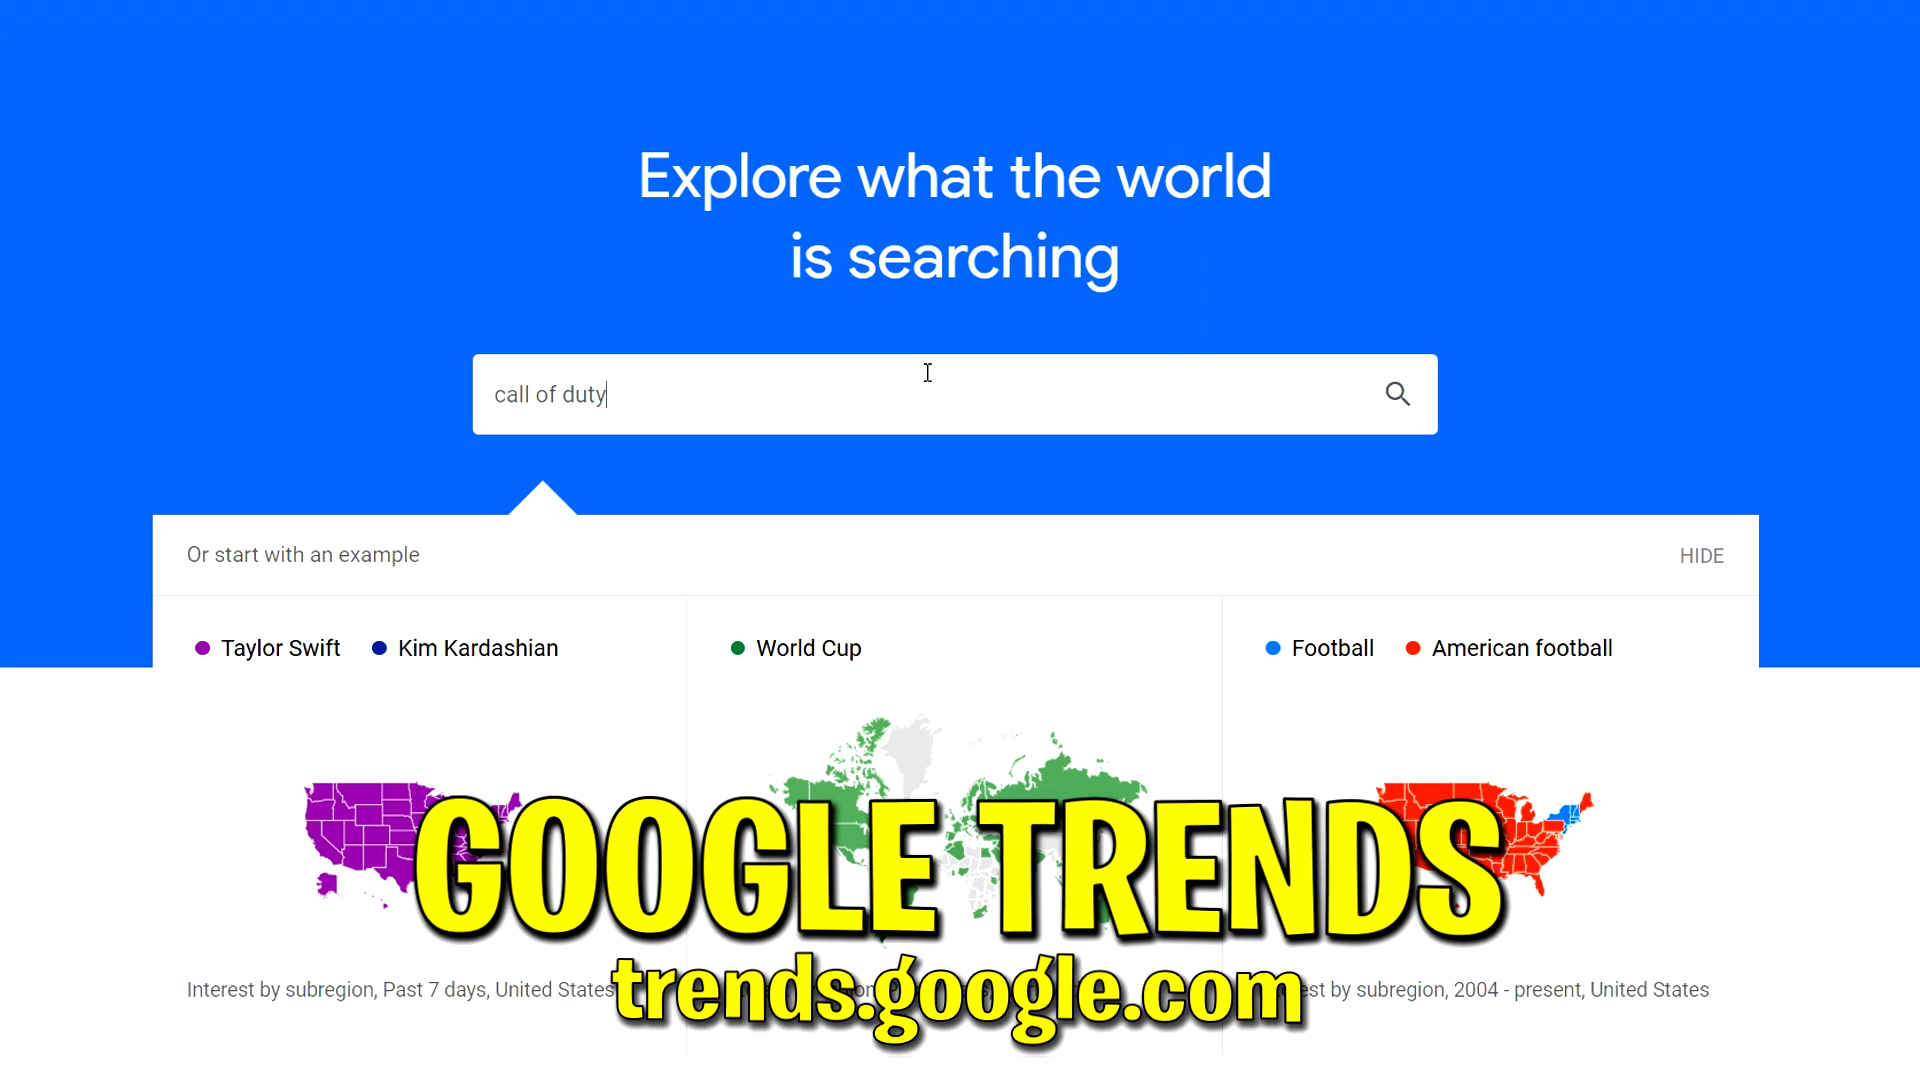 Explore what the world
is searching
call of duty
Or start with an example
HIDE
Taylor Swift
Kim Kardashian
World Cup
Football
American football
GOOGLE TRENDS
Interest by subregion, Past 7 days, United States
by subregion, 2004 - present, United States
trends.google.com